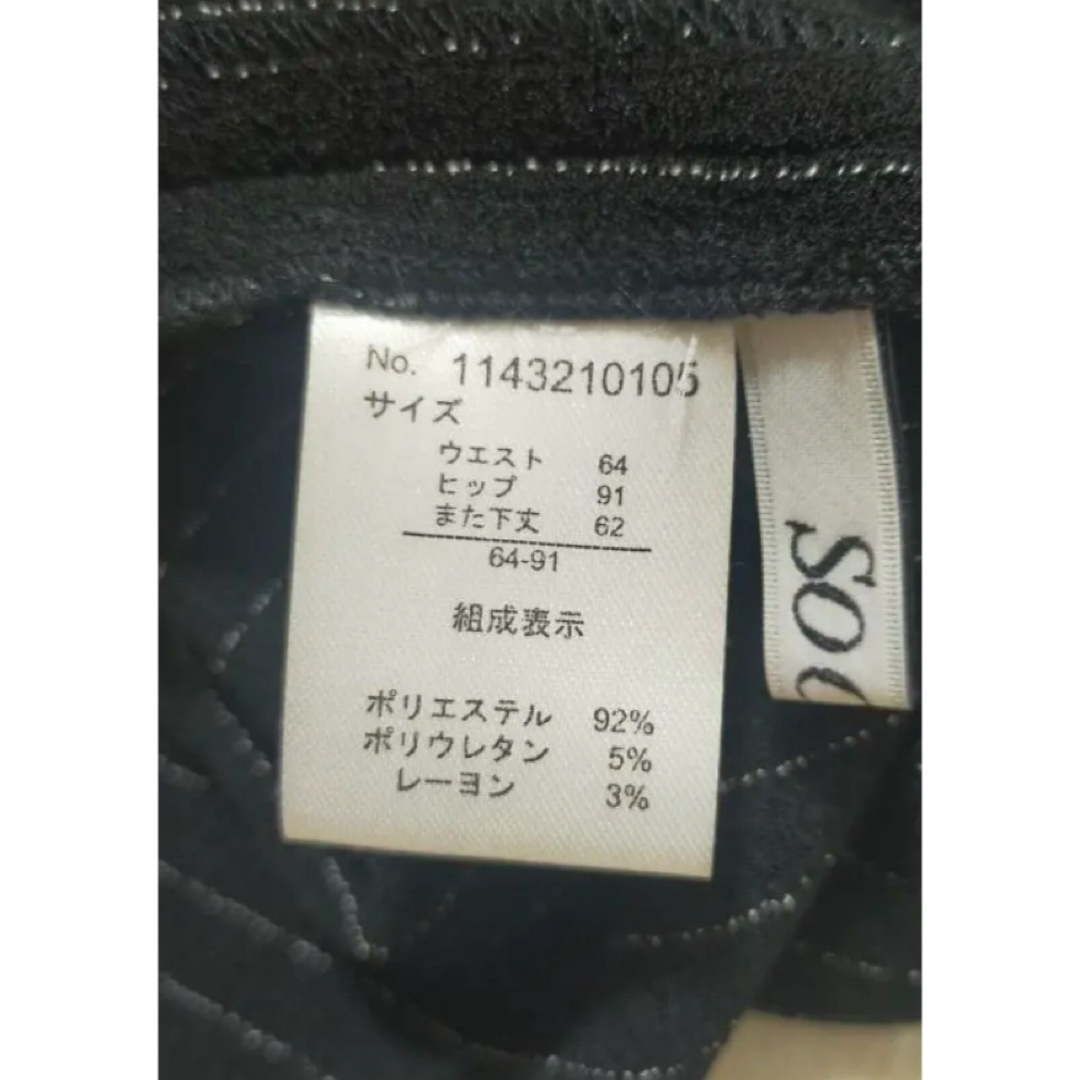 No. 1143210105
サイズ
ウエスト 64
ヒップ 91
また下丈 62
64-91
組成表示
ポリエステル 92%
ポリウレタン 5%
レーヨン 3%
so